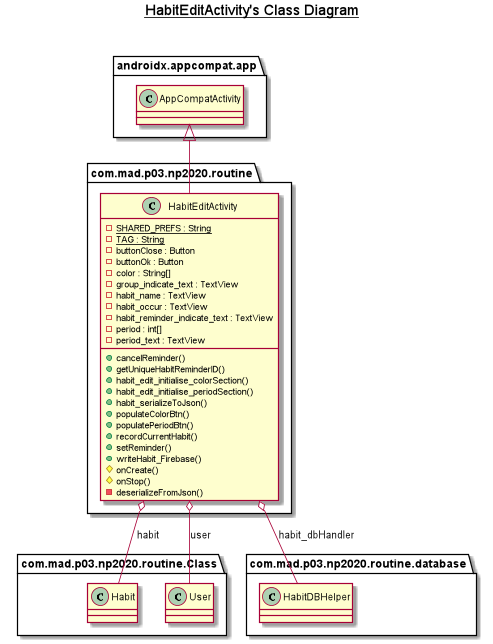 HabitEditActivity's Class Diagram
androidx.appcompat.app
C AppCompatActivity
com.mad.p03.np2020.routine
C HabitEditActivity
SHARED_PREFS : String
TAG : String
buttonClose : Button
buttonOk : Button
color : String[]
group_indicate_text : TextView
habit_name : TextView
habit_occur : TextView
habit_reminder_indicate_text : TextView
period : int[]
period_text : TextView
cancelReminder()
getUniqueHabitReminderID()
habit_edit_initialise_colorSection()
habit_edit_initialise_periodSection()
habit_serializeToJson()
populateColorBtn()
populatePeriodBtn()
recordCurrentHabit()
setReminder()
writeHabit_Firebase()
onCreate()
onStop()
deserializeFromJson()
habit
user
habit_dbHandler
com.mad.p03.np2020.routine.Class
com.mad.p03.np2020.routine.database
C Habit
C User
C HabitDBHelper